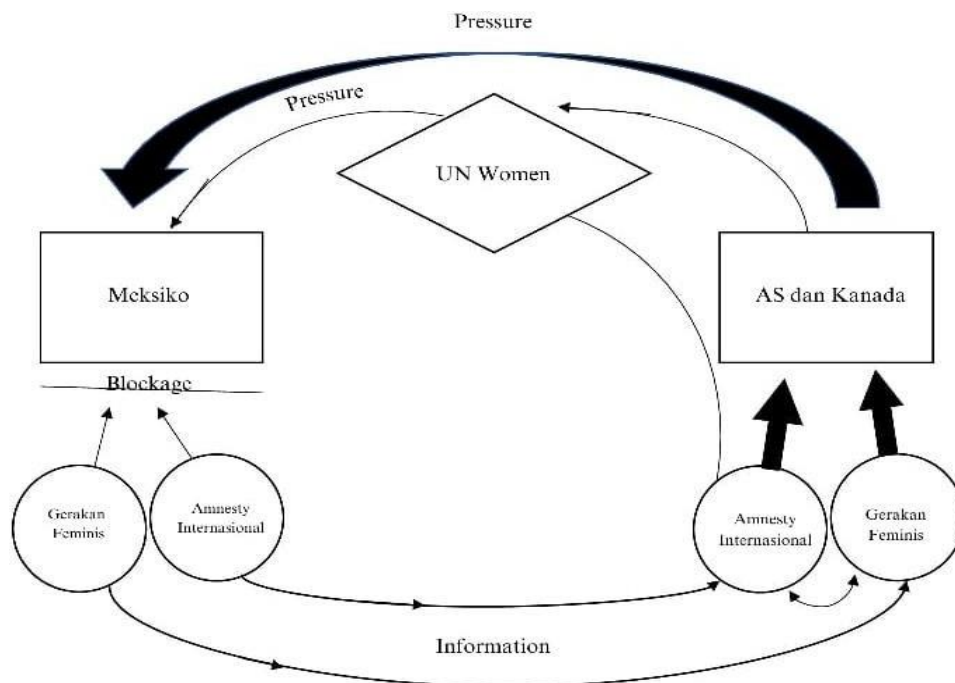 Pressure
Pressure
UN Women
Meksiko
AS dan Kanada
Blockage
Gerakan
Feminis
Amnesty
Internasional
Amnesty
Internasional
Gerakan
Feminis
Information